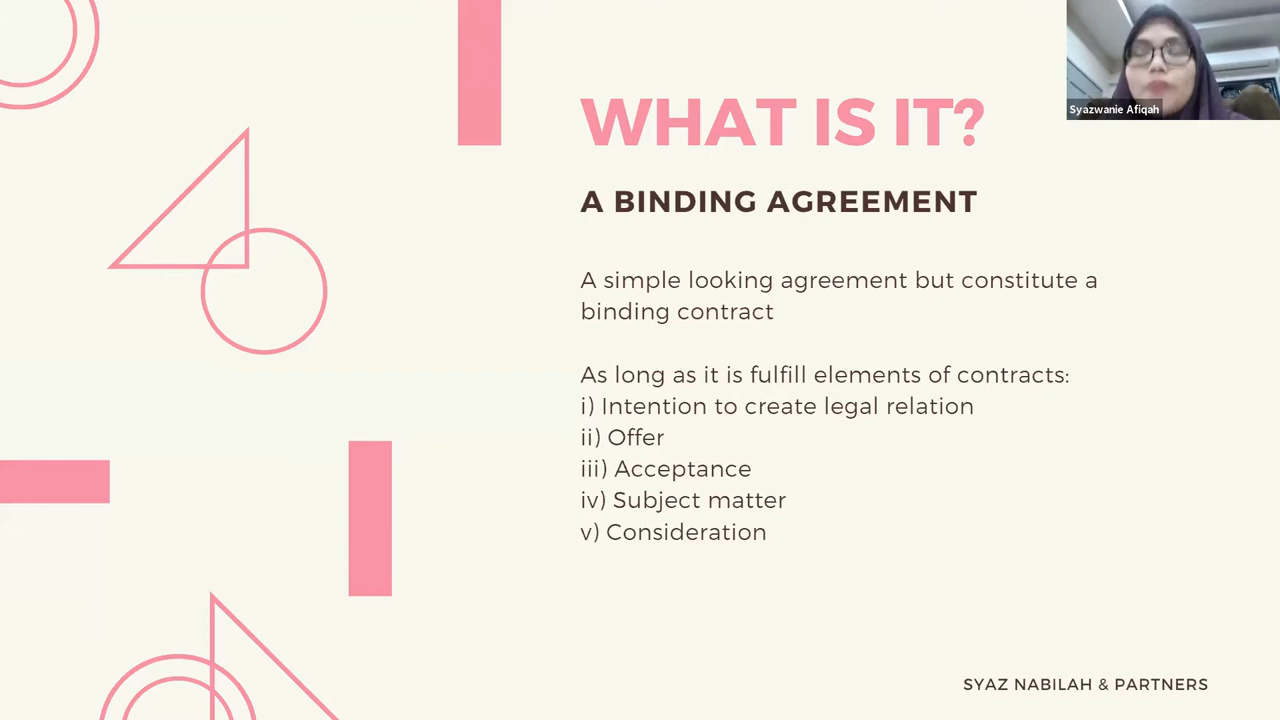 WHAT IS IT?
Syazwanie Afiqah
A BINDING AGREEMENT
A simple looking agreement but constitute a
binding contract
As long as it is fulfill elements of contracts:
i) Intention to create legal relation
ii) Offer
iii) Acceptance
iv) Subject matter
v) Consideration
SYAZ NABILAH & PARTNERS